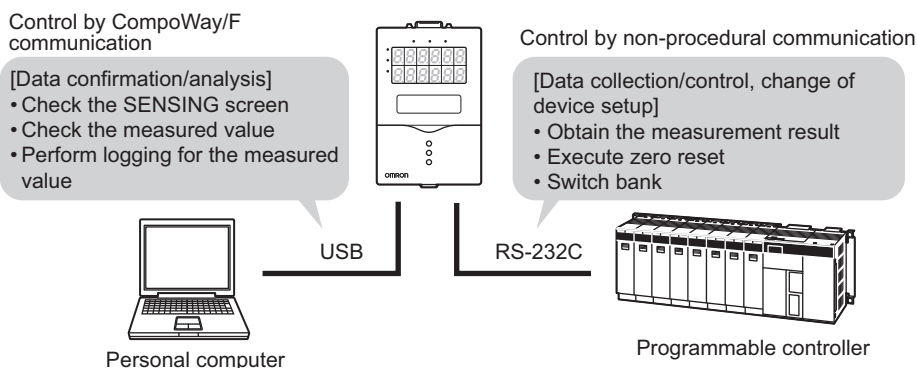 Control by CompoWay/F
communication
[Data confirmation/analysis]
• Check the SENSING screen
• Check the measured value
• Perform logging for the measured
value
Control by non-procedural communication
[Data collection/control, change of
device setup]
• Obtain the measurement result
• Execute zero reset
• Switch bank
OMRON
USB
RS-232C
Personal computer
Programmable controller